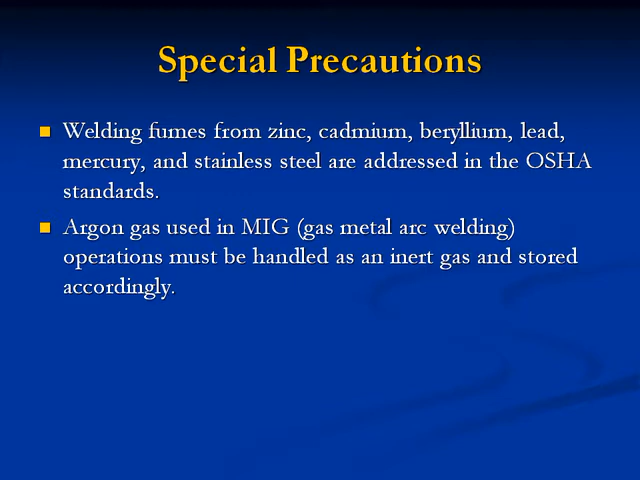 Special Precautions
Welding fumes from zinc, cadmium, beryllium, lead,
mercury, and stainless steel are addressed in the OSHA
standards.
Argon gas used in MIG (gas metal arc welding)
operations must be handled as an inert gas and stored
accordingly.